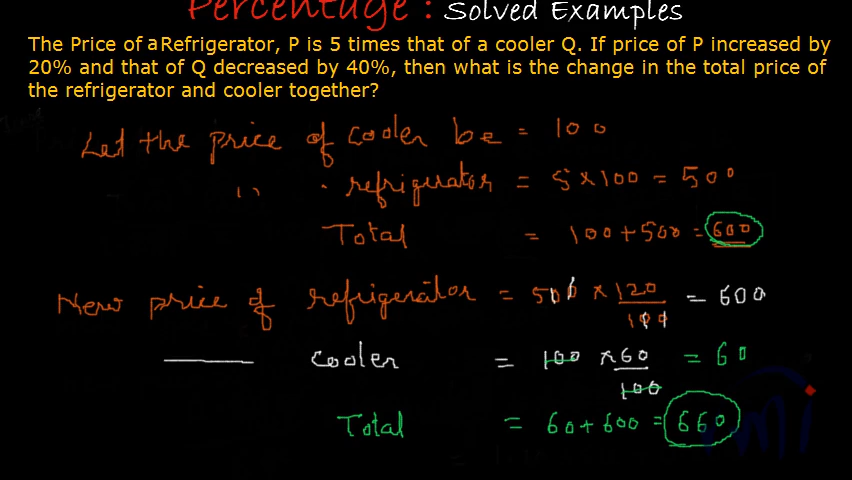 Percentage : Solved Examples
The Price of a Refrigerator, P is 5 times that of a cooler Q. If price of P increased by
20% and that of Q decreased by 40%, then what is the change in the total price of
the refrigerator and cooler together?
Let the price of cooler be = 100
" refrigerator = 5 × 100 = 500
Total = 100 + 500 = 600
New price of refrigerator = 500 × 120/100 = 600
cooler = 100 × 60/100 = 60
Total = 60 + 600 = 660